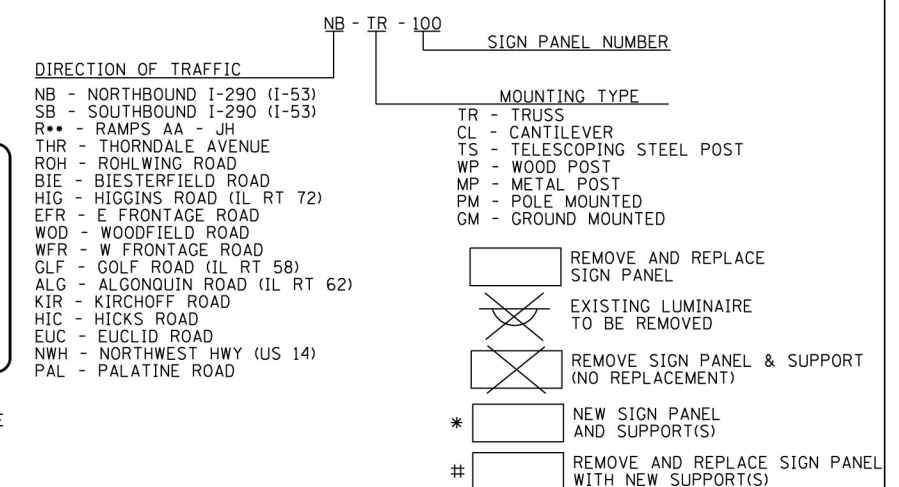 NB - TR - 100
SIGN PANEL NUMBER
DIRECTION OF TRAFFIC
NB - NORTHBOUND I-290 (I-53)
SB - SOUTHBOUND I-290 (I-53)
R** - RAMPS AA - JH
THR - THORNDALE AVENUE
ROH - ROHLWING ROAD
BIE - BIESTERFIELD ROAD
HIG - HIGGINS ROAD (IL RT 72)
EFR - E FRONTAGE ROAD
WOD - WOODFIELD ROAD
WFR - W FRONTAGE ROAD
GLF - GOLF ROAD (IL RT 58)
ALG - ALGONQUIN ROAD (IL RT 62)
KIR - KIRCHOFF ROAD
HIC - HICKS ROAD
EUC - EUCLID ROAD
NWH - NORTHWEST HWY (US 14)
PAL - PALATINE ROAD
MOUNTING TYPE
TR - TRUSS
CL - CANTILEVER
TS - TELESCOPING STEEL POST
WP - WOOD POST
MP - METAL POST
PM - POLE MOUNTED
GM - GROUND MOUNTED
REMOVE AND REPLACE
SIGN PANEL
EXISTING LUMINAIRE
TO BE REMOVED
REMOVE SIGN PANEL & SUPPORT
(NO REPLACEMENT)
* NEW SIGN PANEL
AND SUPPORT(S)
# REMOVE AND REPLACE SIGN PANEL
WITH NEW SUPPORT(S)